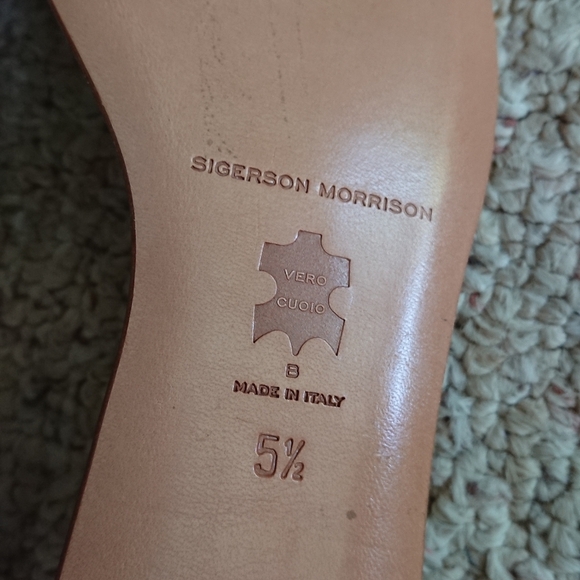 SIGERSON MORRISON
VERO
CUOIO
B
MADE IN ITALY
5½